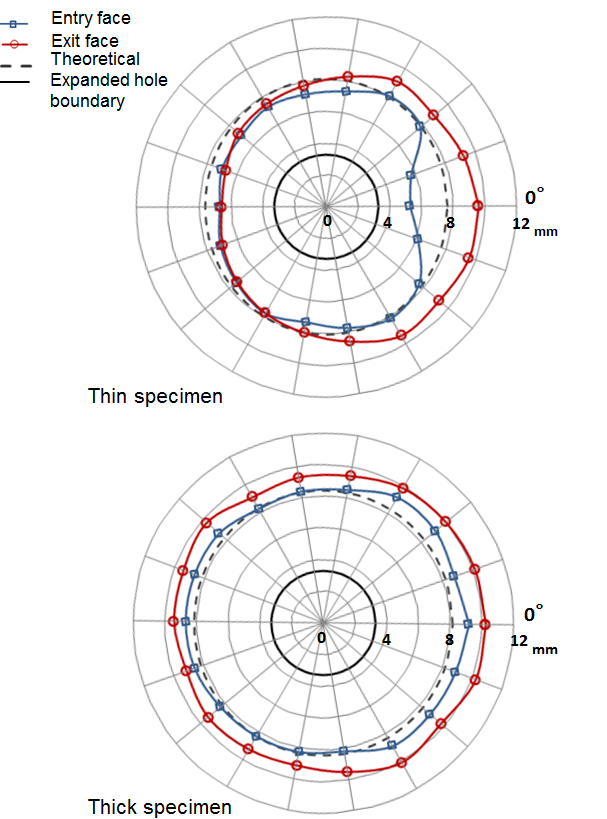 Entry face
Exit face
Theoretical
Expanded hole
boundary
0°
0 4 8 12 mm
Thin specimen
0°
0 4 8 12 mm
Thick specimen